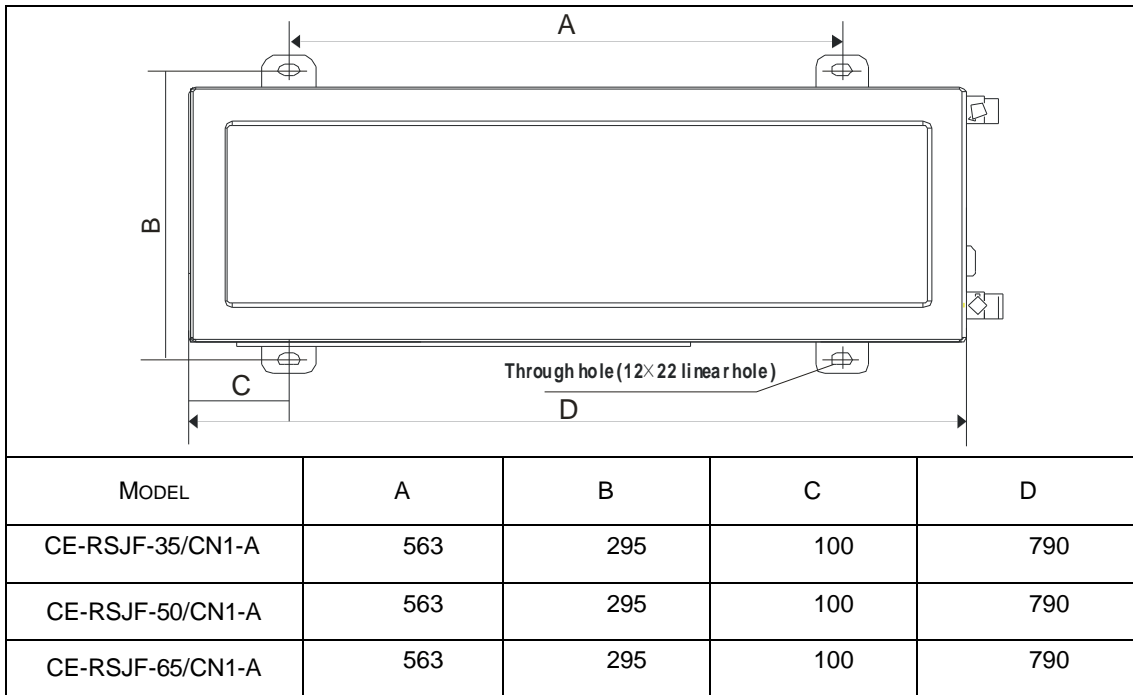 A
B
Through hole (12×22 linear hole)
C
D
MODEL A B C D
CE-RSJF-35/CN1-A 563 295 100 790
CE-RSJF-50/CN1-A 563 295 100 790
CE-RSJF-65/CN1-A 563 295 100 790